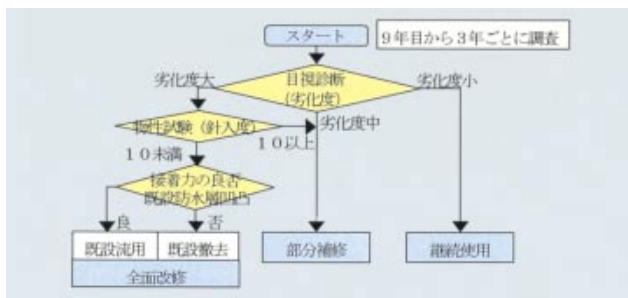 スタート
9年目から3年ごとに調査
目視診断
(劣化度)
劣化度大
劣化度小
劣化度中
物性試験(針入度)
10以上
10未満
接着力の良否
既設防水層凹凸
良
否
既設流用
既設撤去
全面改修
部分補修
継続使用